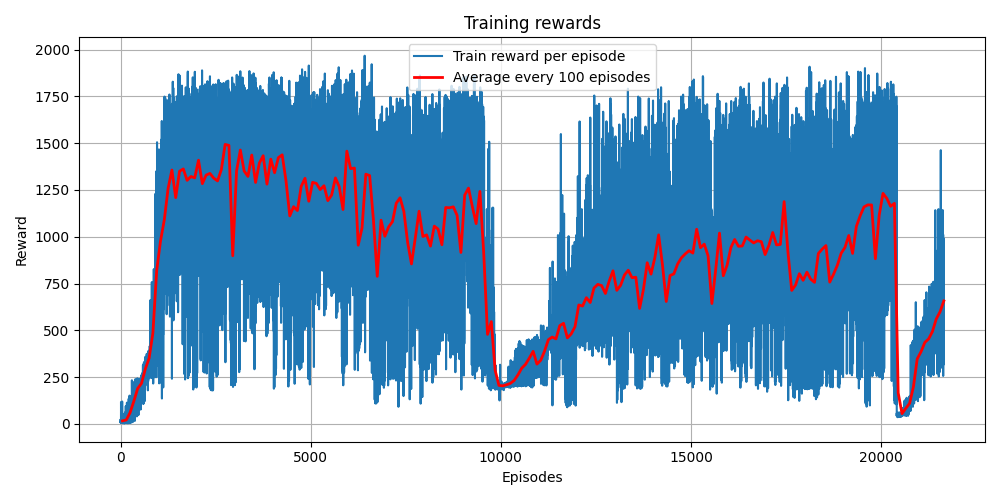 Training rewards
Train reward per episode
Average every 100 episodes
2000
1750
1500
1250
1000
750
500
250
0
Reward
0 5000 10000 15000 20000
Episodes